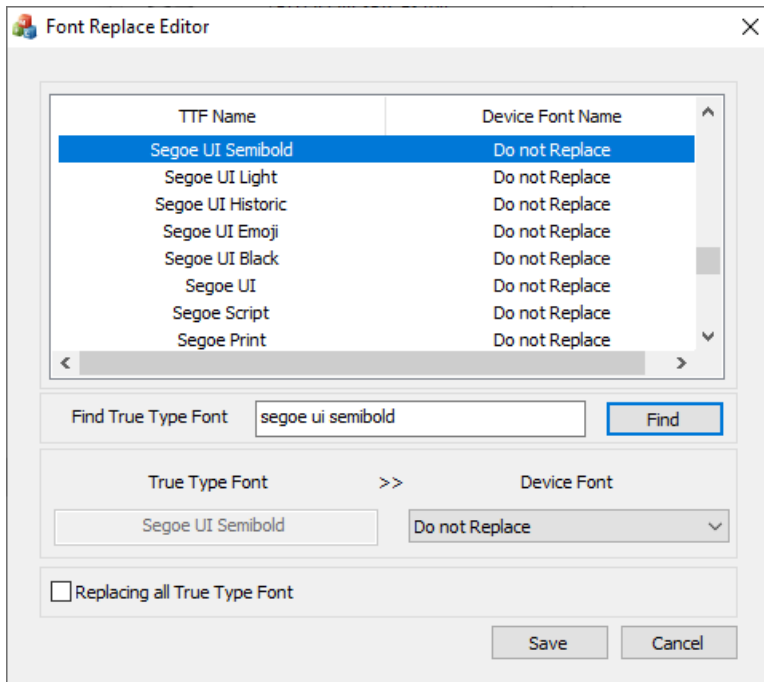 Font Replace Editor
TTF Name Device Font Name
Segoe UI Semibold Do not Replace
Segoe UI Light Do not Replace
Segoe UI Historic Do not Replace
Segoe UI Emoji Do not Replace
Segoe UI Black Do not Replace
Segoe UI Do not Replace
Segoe Script Do not Replace
Segoe Print Do not Replace
Find True Type Font segoe ui semibold Find
True Type Font >> Device Font
Segoe UI Semibold Do not Replace
Replacing all True Type Font
Save Cancel